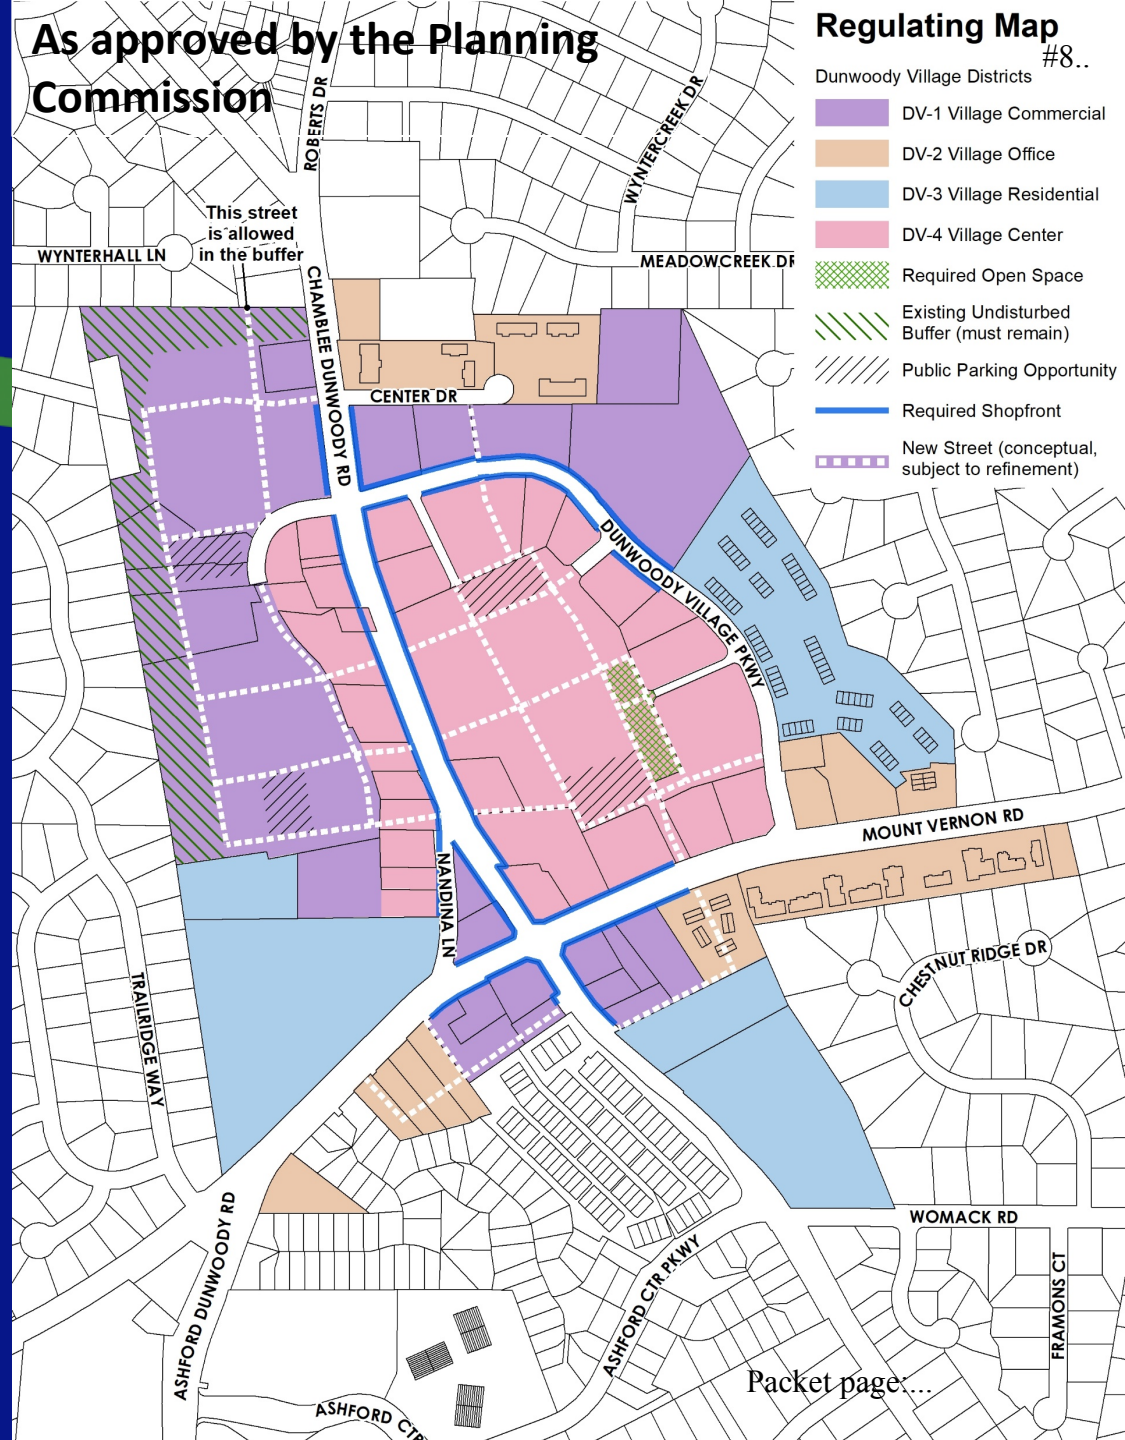 As approved by the Planning
Commission
Regulating Map
#8..
Dunwoody Village Districts
DV-1 Village Commercial
DV-2 Village Office
DV-3 Village Residential
DV-4 Village Center
Required Open Space
Existing Undisturbed
Buffer (must remain)
Public Parking Opportunity
Required Shopfront
New Street (conceptual,
subject to refinement)
ROBERTS DR
WYNTERCREEK DR
This street
is allowed
in the buffer
WYNTERHALL LN
MEADOWCREEK DR
CHAMBLEE DUNWOODY RD
CENTER DR
DUNWOODY VILLAGE PKWY
MOUNT VERNON RD
NANDINA LN
CHESTNUT RIDGE DR
TRAILRIDGE WAY
WOMACK RD
ASHFORD DUNWOODY RD
ASHFORD CTR PKWY
FRAMONS CT
Packet page:...
ASHFORD CTR